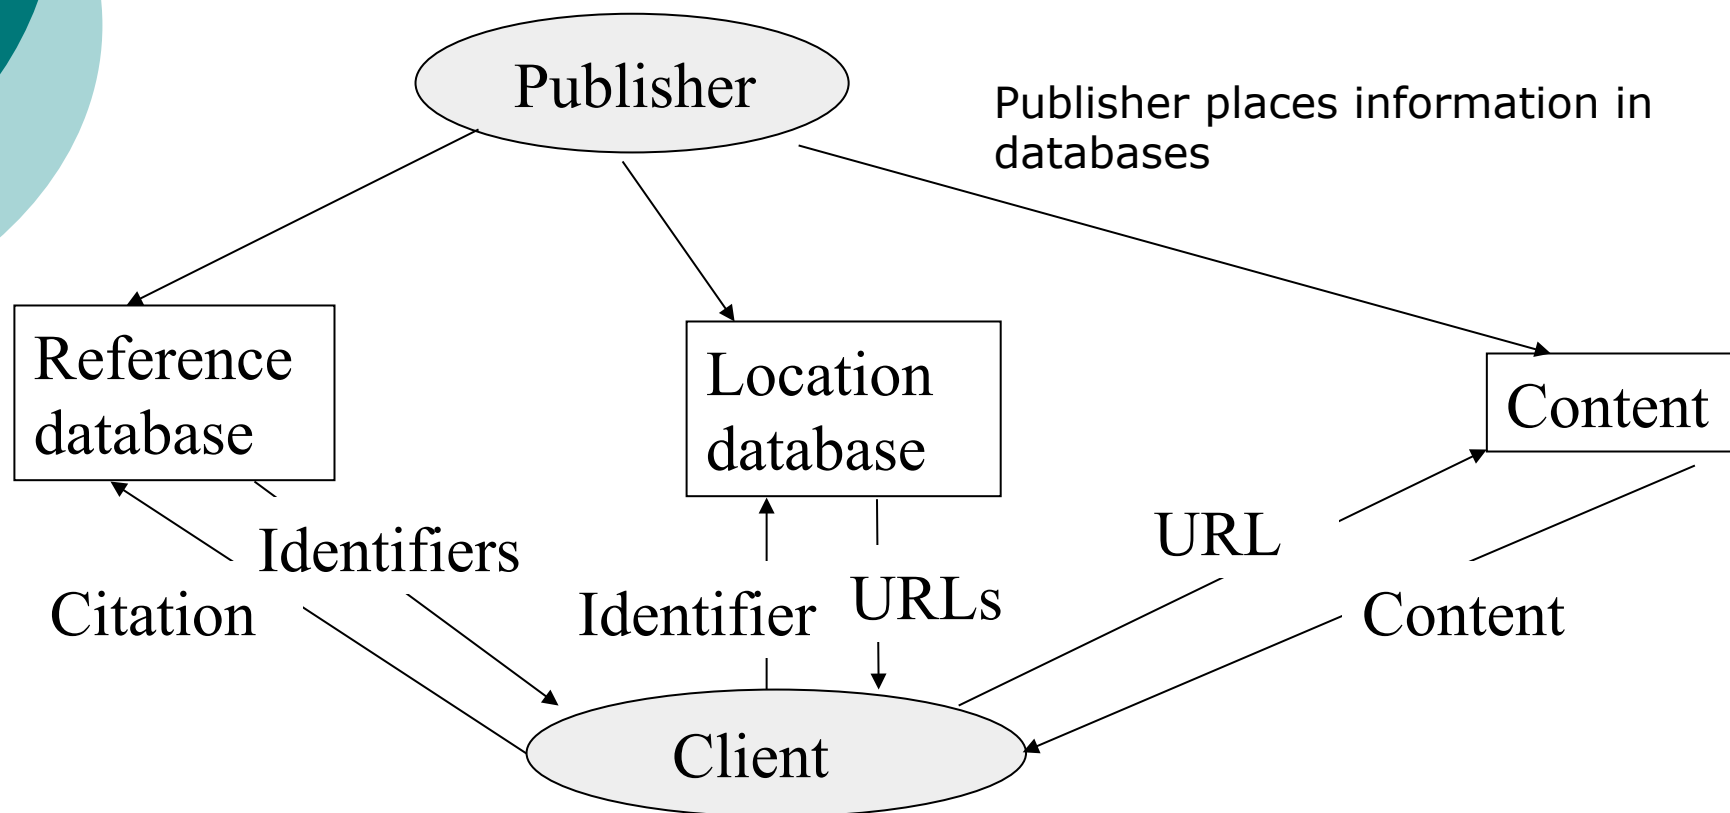 Publisher
Publisher places information in
databases
Reference
database
Location
database
Content
Identifiers
Citation
Identifier
URLs
URL
Content
Client